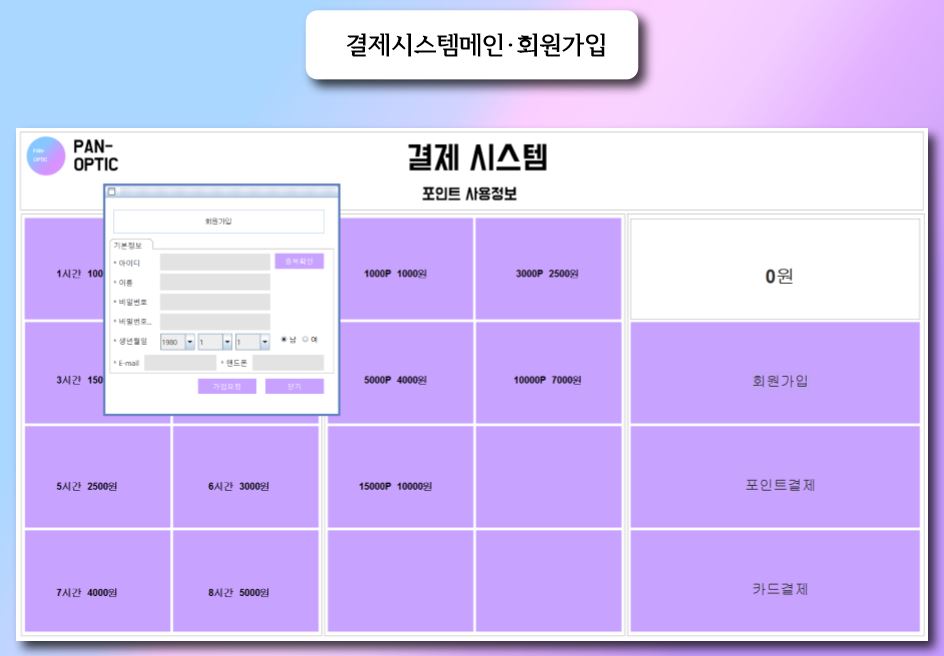 결제시스템메인·회원가입
PAN-
OPTIC
PAN-
OPTIC
결제 시스템
포인트 사용정보
회원가입
기본정보
* 아이디
중복확인
* 이름
* 비밀번호
* 비밀번호...
* 생년월일 1980 1 1 남 여
* E-mail
* 핸드폰
가입요청 닫기
1시간 100
1000P 1000원
3000P 2500원
0원
3시간 150
5000P 4000원
10000P 7000원
회원가입
5시간 2500원
6시간 3000원
15000P 10000원
포인트결제
7시간 4000원
8시간 5000원
카드결제